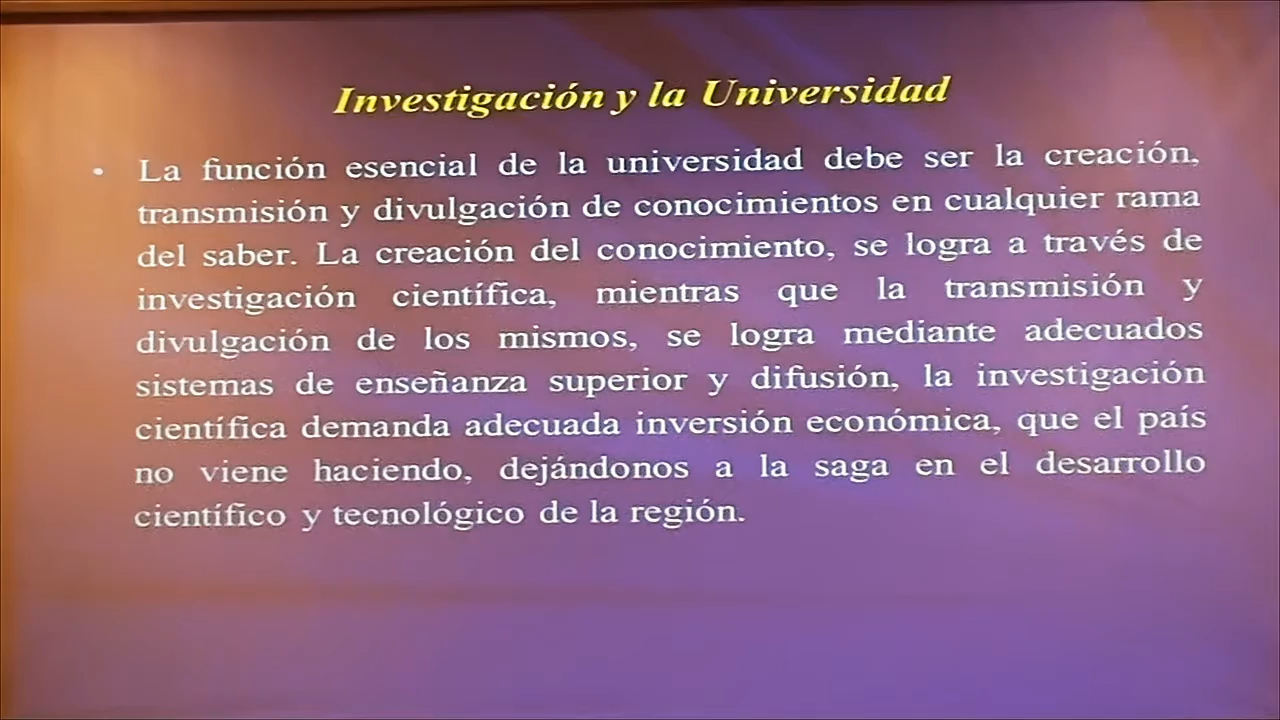 Investigación y la Universidad
• La función esencial de la universidad debe ser la creación,
transmisión y divulgación de conocimientos en cualquier rama
del saber. La creación del conocimiento, se logra a través de
investigación científica, mientras que la transmisión y
divulgación de los mismos, se logra mediante adecuados
sistemas de enseñanza superior y difusión, la investigación
científica demanda adecuada inversión económica, que el país
no viene haciendo, dejándonos a la saga en el desarrollo
científico y tecnológico de la región.